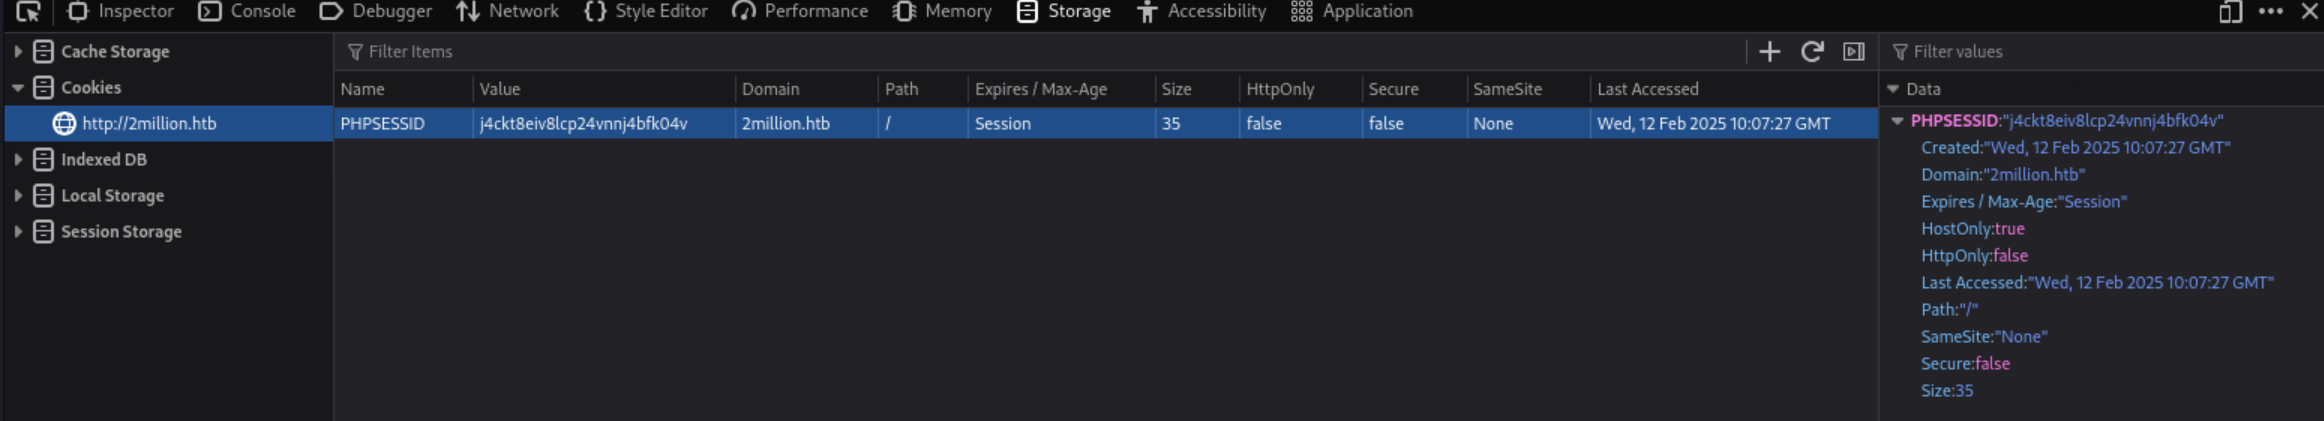 Inspector Console Debugger Network Style Editor Performance Memory Storage Accessibility Application
Cache Storage
Cookies
http://2million.htb
Indexed DB
Local Storage
Session Storage
Filter Items
Name Value Domain Path Expires / Max-Age Size HttpOnly Secure SameSite Last Accessed
PHPSESSID j4ckt8eiv8lcp24vnnj4bfk04v 2million.htb / Session 35 false false None Wed, 12 Feb 2025 10:07:27 GMT
Filter values
Data
PHPSESSID:"j4ckt8eiv8lcp24vnnj4bfk04v"
Created:"Wed, 12 Feb 2025 10:07:27 GMT"
Domain:"2million.htb"
Expires / Max-Age:"Session"
HostOnly:true
HttpOnly:false
Last Accessed:"Wed, 12 Feb 2025 10:07:27 GMT"
Path:"/"
SameSite:"None"
Secure:false
Size:35